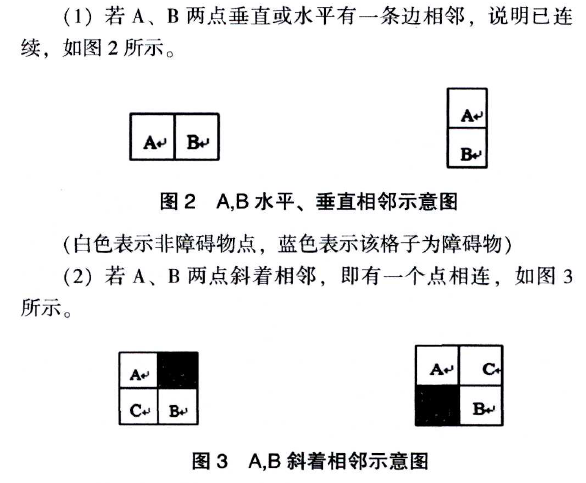 (1) 若 A、B 两点垂直或水平有一条边相邻，说明已连
续，如图 2 所示。
A↵ B↵
A↵
B↵
图 2 A,B 水平、垂直相邻示意图
(白色表示非障碍物点，蓝色表示该格子为障碍物)
(2) 若 A、B 两点斜着相邻，即有一个点相连，如图 3
所示。
A↵
C↵ B↵
A↵ C↵
B↵
图 3 A,B 斜着相邻示意图